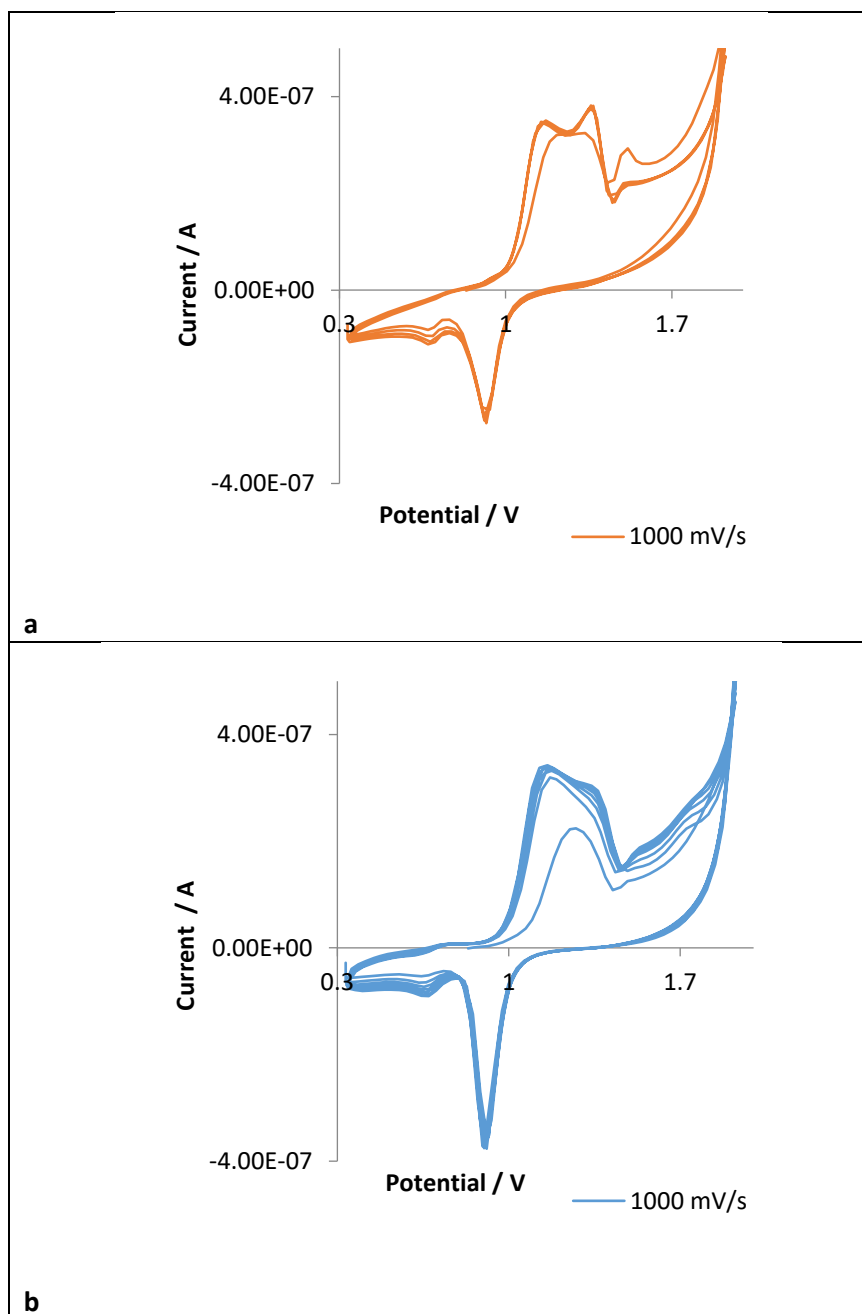 4.00E-07
0.00E+00
0.3
1
1.7
-4.00E-07
Current / A
Potential / V
1000 mV/s
a
4.00E-07
0.00E+00
0.3
1
1.7
-4.00E-07
Current / A
Potential / V
1000 mV/s
b